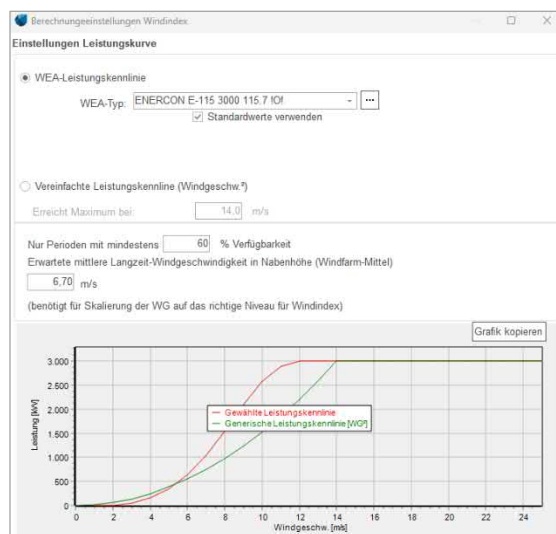 Berechnungeeinstellungen Windindex
Einstellungen Leistungskurve
WEA-Leistungskennlinie
WEA-Typ: ENERCON E-115 3000 115.7 !O! ...
Standardwerte verwenden
Vereinfachte Leistungskennline (Windgeschw.²)
Erreicht Maximum bei: 14,0 m/s
Nur Perioden mit mindestens 60 % Verfügbarkeit
Erwartete mittlere Langzeit-Windgeschwindigkeit in Nabenhöhe (Windfarm-Mittel)
6,70 m/s
(benötigt für Skalierung der WG auf das richtige Niveau für Windindex)
Grafik kopieren
3.000
2.500
2.000
1.500
1.000
500
0
Leistung [kW]
Gewählte Leistungskennlinie
Generische Leistungskennlinie [WG²]
0 2 4 6 8 10 12 14 16 18 20 22 24
Windgeschw. [m/s]